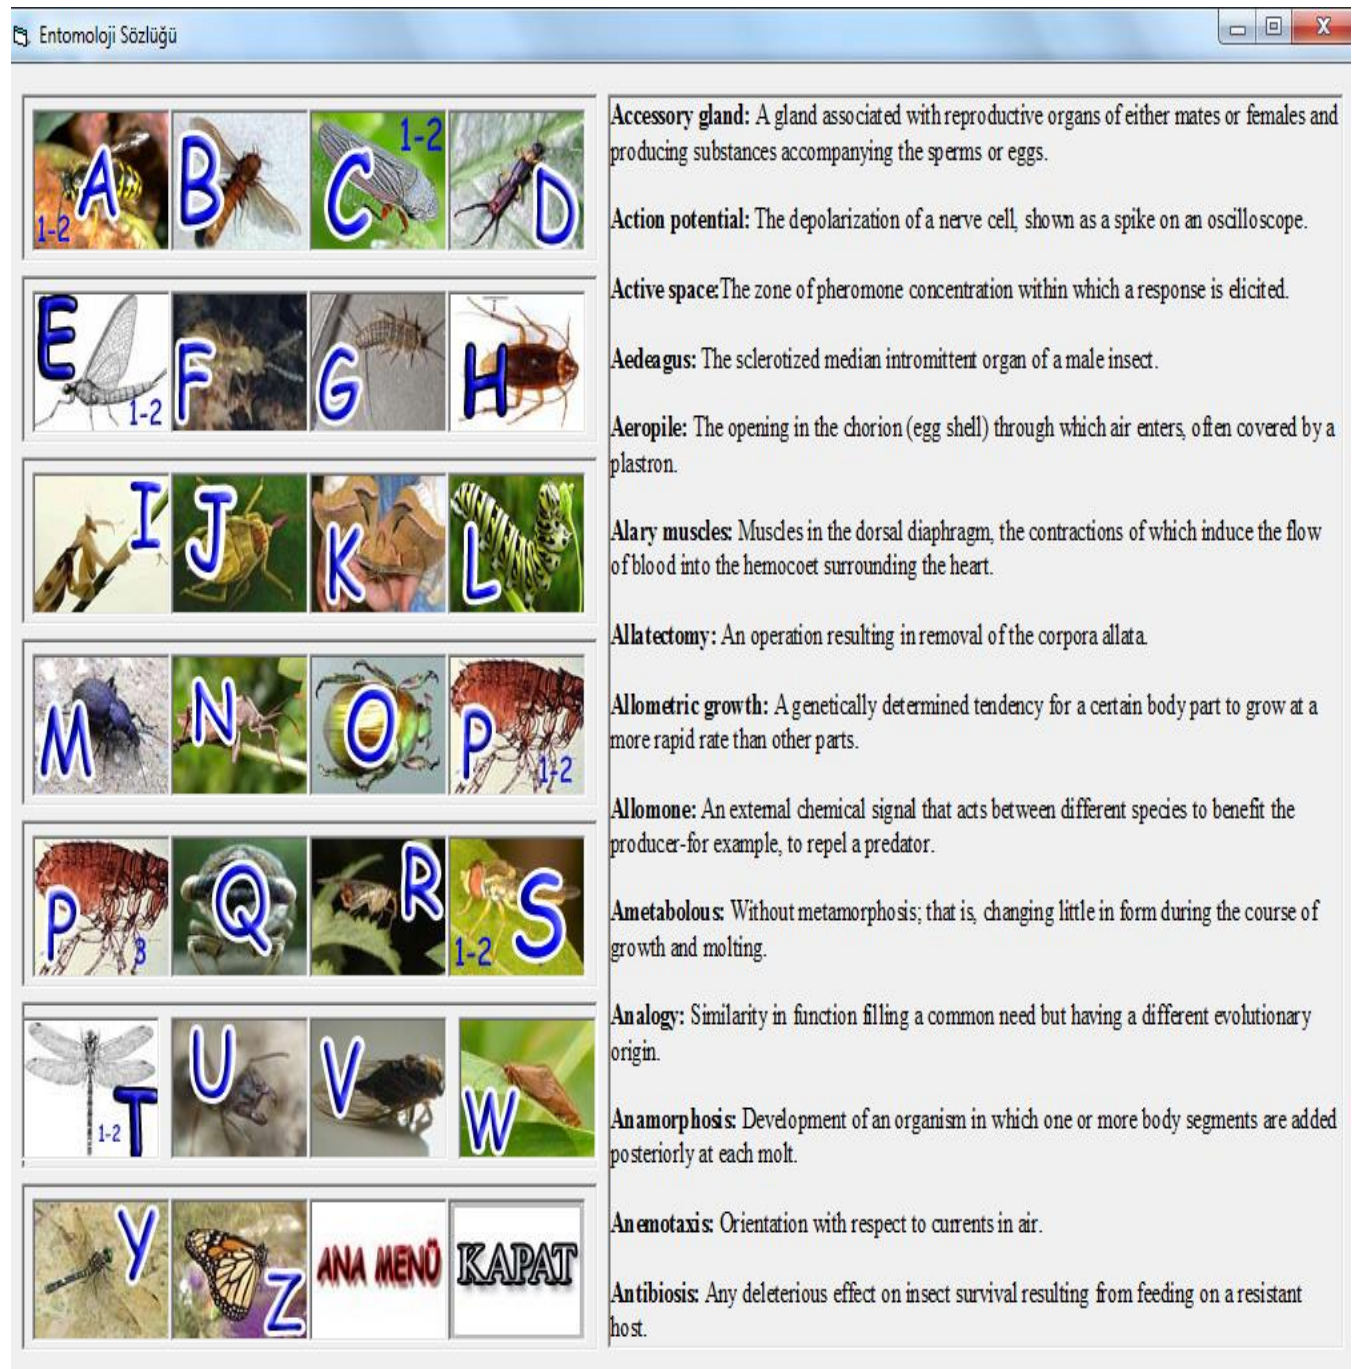 Entomoloji Sözlüğü
A 1-2 B C 1-2 D
E 1-2 F G H
I J K L
M N O P 1-2
P 3 Q R S 1-2
T 1-2 U V W
Y Z ANA MENÜ KAPAT
Accessory gland: A gland associated with reproductive organs of either mates or females and
producing substances accompanying the sperms or eggs.
Action potential: The depolarization of a nerve cell, shown as a spike on an oscilloscope.
Active space:The zone of pheromone concentration within which a response is elicited.
Aedeagus: The sclerotized median intromittent organ of a male insect.
Aeropile: The opening in the chorion (egg shell) through which air enters, often covered by a
plastron.
Alary muscles: Muscles in the dorsal diaphragm, the contractions of which induce the flow
of blood into the hemocoet surrounding the heart.
Allatectomy: An operation resulting in removal of the corpora allata.
Allometric growth: A genetically determined tendency for a certain body part to grow at a
more rapid rate than other parts.
Allomone: An external chemical signal that acts between different species to benefit the
producer-for example, to repel a predator.
Ametabolous: Without metamorphosis; that is, changing little in form during the course of
growth and molting.
Analogy: Similarity in function filling a common need but having a different evolutionary
origin.
Anamorphosis: Development of an organism in which one or more body segments are added
posteriorly at each molt.
Anemotaxis: Orientation with respect to currents in air.
Antibiosis: Any deleterious effect on insect survival resulting from feeding on a resistant
host.